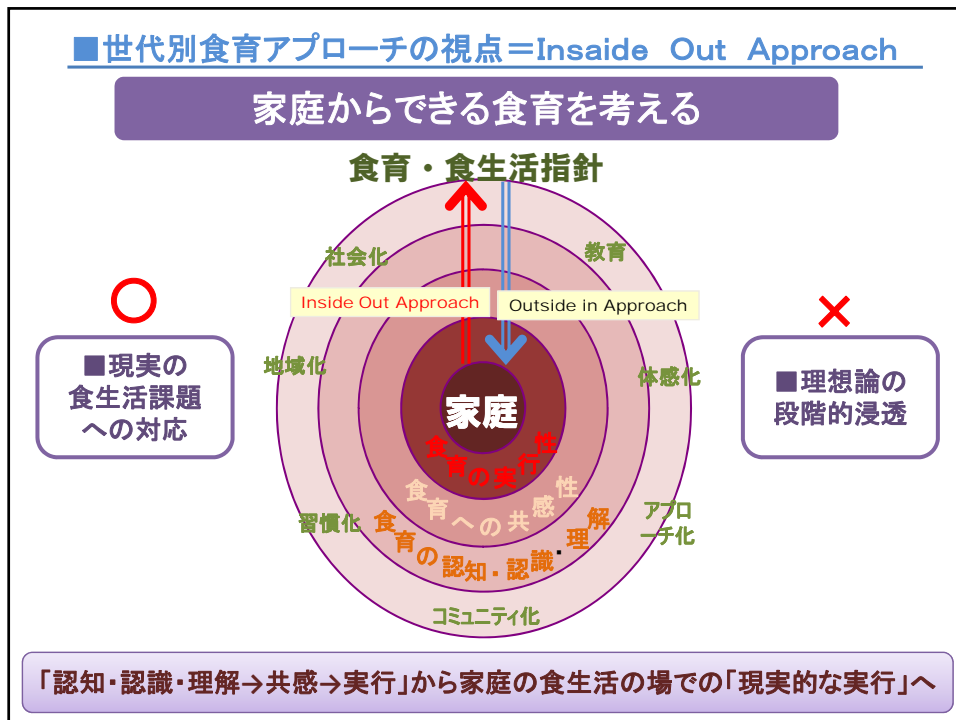 ■世代別食育アプローチの視点＝Insaide Out Approach
家庭からできる食育を考える
食育・食生活指針
社会化
教育
Inside Out Approach
Outside in Approach
○
×
■現実の
食生活課題
への対応
地域化
体感化
■理想論の
段階的浸透
家庭
食育の実行性
食育への共感性
食育の認知・認識・理解
習慣化
アプロ
ーチ化
コミュニティ化
「認知・認識・理解→共感→実行」から家庭の食生活の場での「現実的な実行」へ